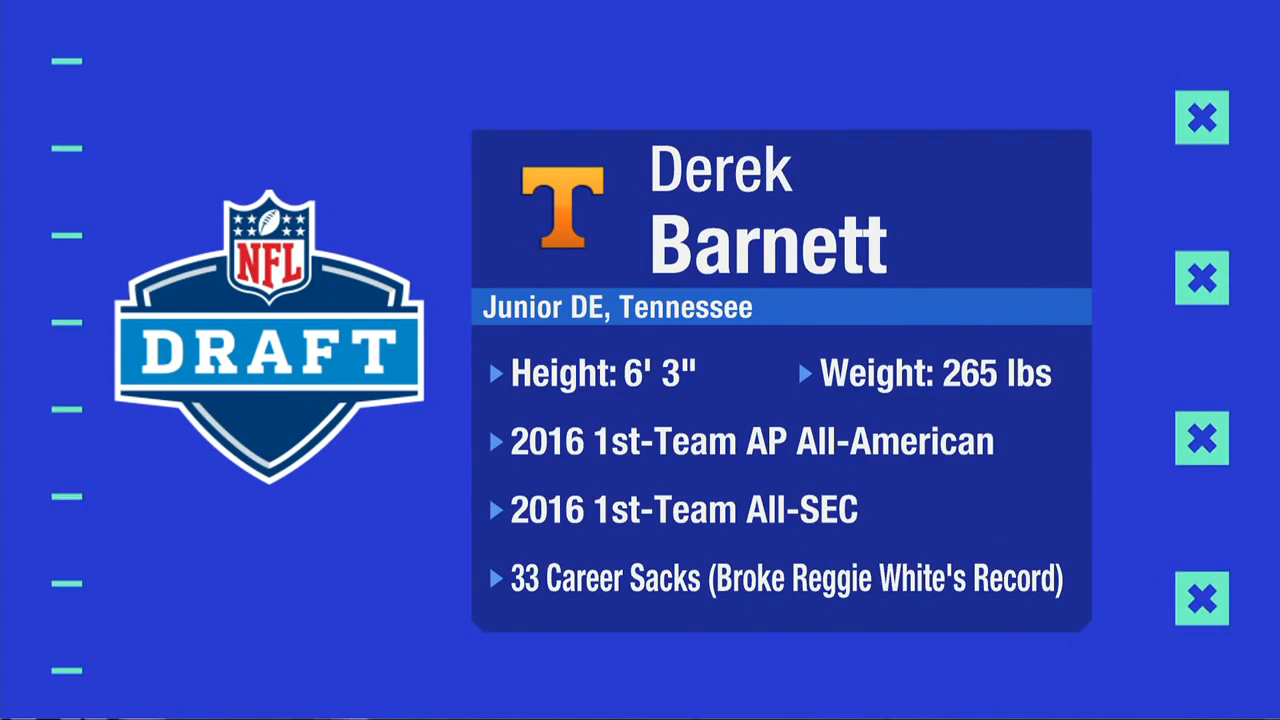 NFL
DRAFT
T
Derek
Barnett
Junior DE, Tennessee
Height: 6' 3"
Weight: 265 lbs
2016 1st-Team AP All-American
2016 1st-Team All-SEC
33 Career Sacks (Broke Reggie White's Record)